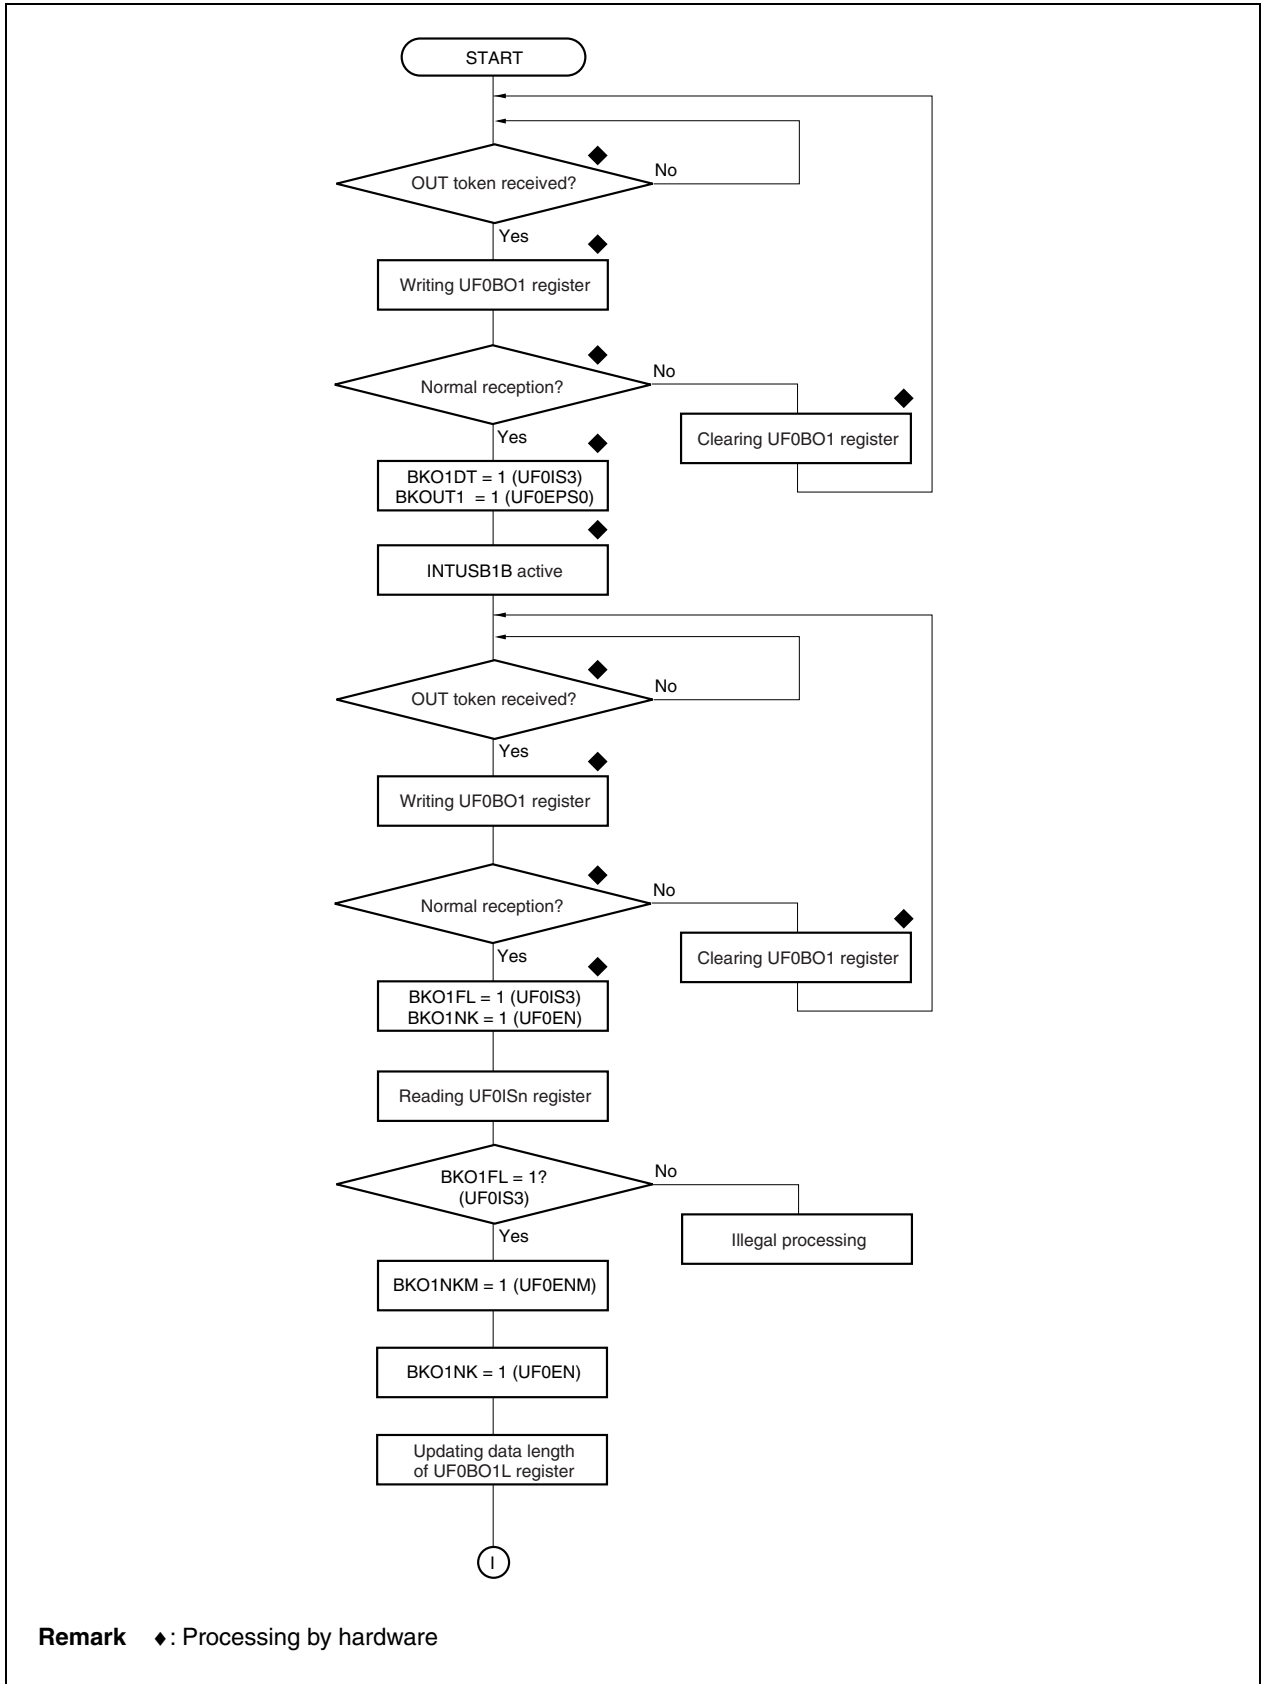 START
OUT token received?
No
Yes
Writing UF0BO1 register
Normal reception?
No
Clearing UF0BO1 register
Yes
BKO1DT = 1 (UF0IS3)
BKOUT1 = 1 (UF0EPS0)
INTUSB1B active
OUT token received?
No
Yes
Writing UF0BO1 register
Normal reception?
No
Clearing UF0BO1 register
Yes
BKO1FL = 1 (UF0IS3)
BKO1NK = 1 (UF0EN)
Reading UF0ISn register
BKO1FL = 1?
(UF0IS3)
No
Illegal processing
Yes
BKO1NKM = 1 (UF0ENM)
BKO1NK = 1 (UF0EN)
Updating data length
of UF0BO1L register
I
Remark ♦: Processing by hardware